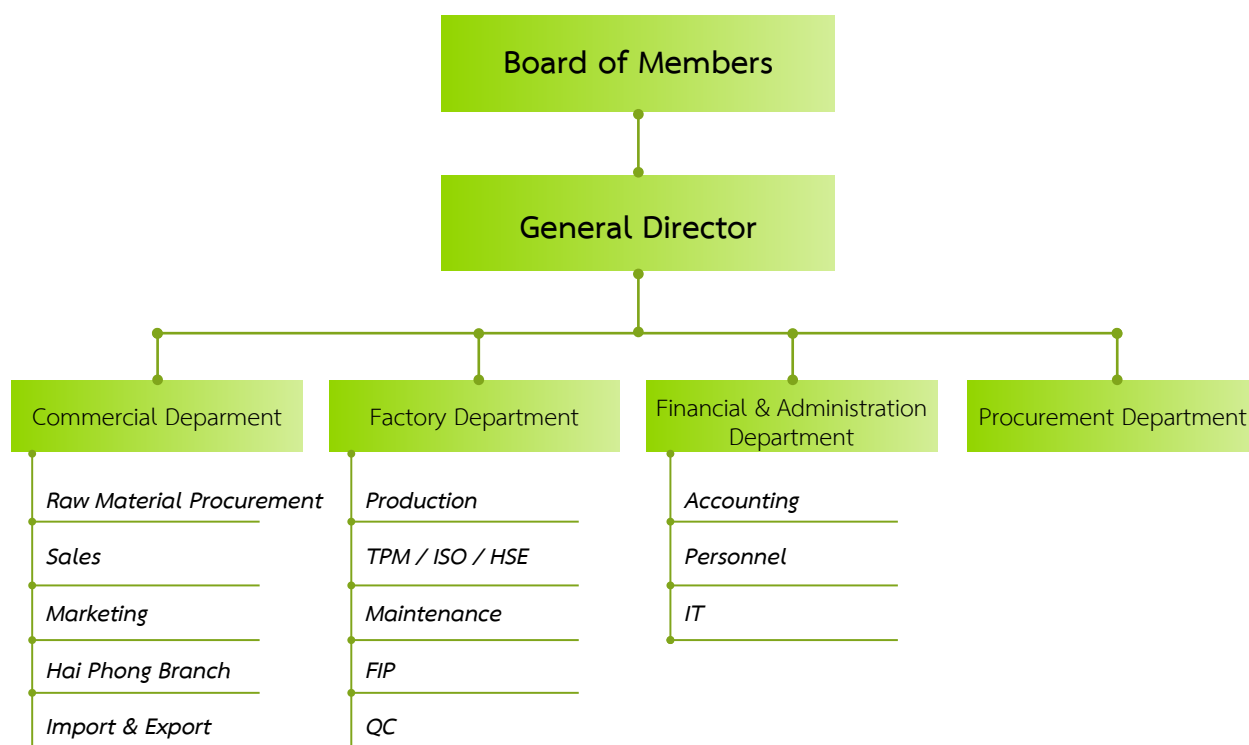 Board of Members
General Director
Commercial Deparment
Factory Department
Financial & Administration
Department
Procurement Department
Raw Material Procurement
Sales
Marketing
Hai Phong Branch
Import & Export
Production
TPM / ISO / HSE
Maintenance
FIP
QC
Accounting
Personnel
IT